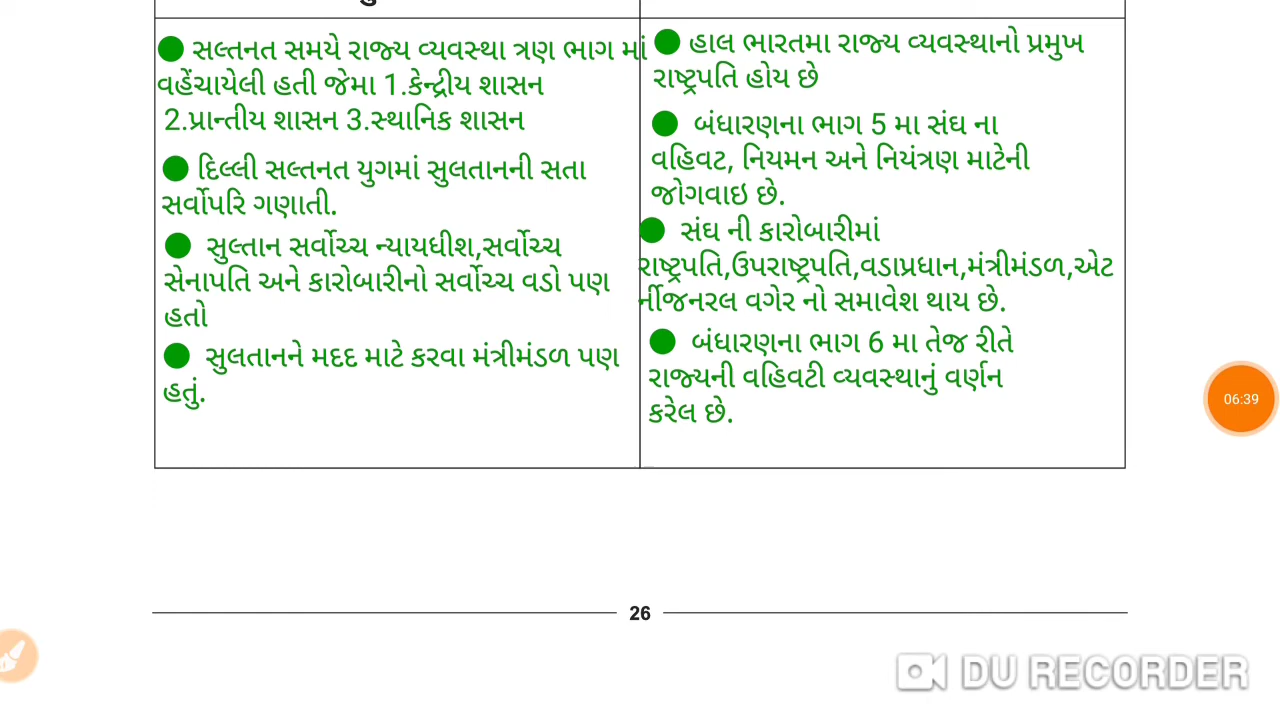 ● સલ્તનત સમયે રાજ્ય વ્યવસ્થા ત્રણ ભાગ માં
વહેંચાયેલી હતી જેમા 1.કેન્દ્રીય શાસન
2.પ્રાન્તીય શાસન 3.સ્થાનિક શાસન
● દિલ્લી સલ્તનત યુગમાં સુલતાનની સતા
સર્વોપરિ ગણાતી.
● સુલ્તાન સર્વોચ્ચ ન્યાયધીશ,સર્વોચ્ચ
સેનાપતિ અને કારોબારીનો સર્વોચ્ચ વડો પણ
હતો
● સુલતાનને મદદ માટે કરવા મંત્રીમંડળ પણ
હતું.
● હાલ ભારતમા રાજ્ય વ્યવસ્થાનો પ્રમુખ
રાષ્ટ્રપતિ હોય છે
● બંધારણના ભાગ 5 મા સંઘ ના
વહિવટ, નિયમન અને નિયંત્રણ માટેની
જોગવાઇ છે.
● સંઘ ની કારોબારીમાં
રાષ્ટ્રપતિ,ઉપરાષ્ટ્રપતિ,વડાપ્રધાન,મંત્રીમંડળ,એટ
ર્નીજનરલ વગેર નો સમાવેશ થાય છે.
● બંધારણના ભાગ 6 મા તેજ રીતે
રાજ્યની વહિવટી વ્યવસ્થાનું વર્ણન
કરેલ છે.
06:39
26
DU RECORDER